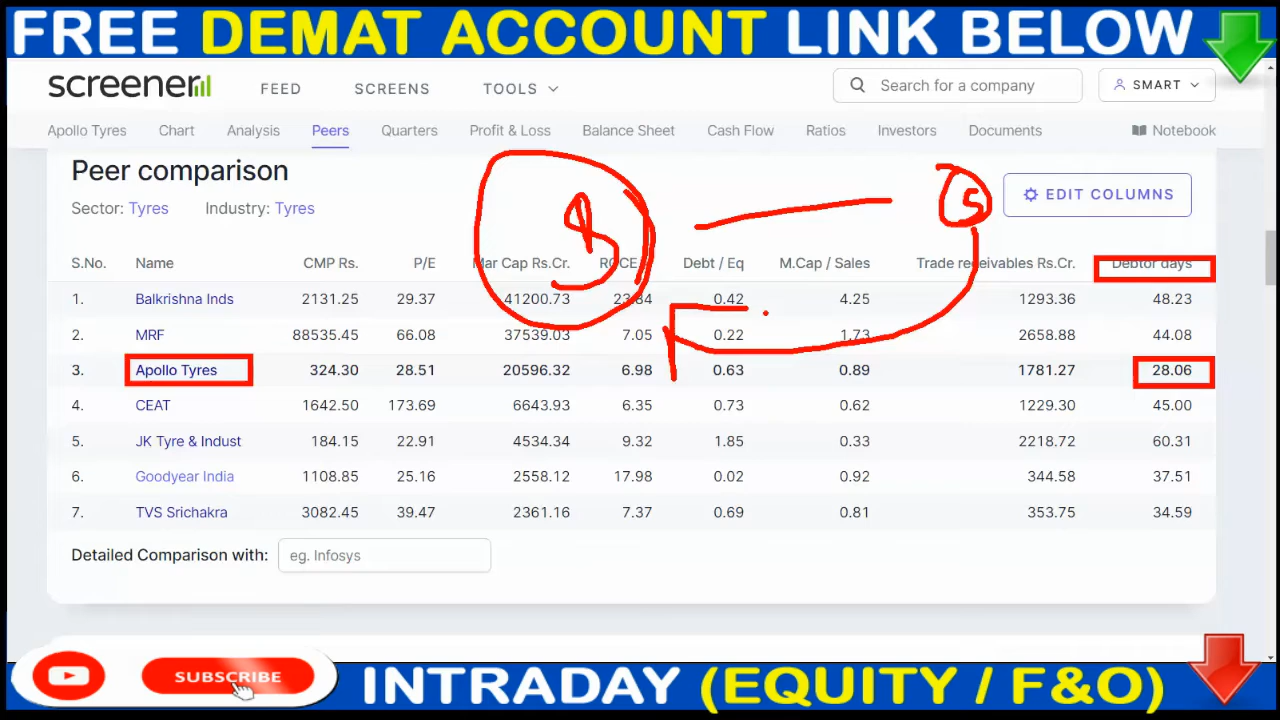 FREE DEMAT ACCOUNT LINK BELOW
screener FEED SCREENS TOOLS Search for a company SMART
Apollo Tyres Chart Analysis Peers Quarters Profit & Loss Balance Sheet Cash Flow Ratios Investors Documents Notebook
Peer comparison
5
EDIT COLUMNS
Sector: Tyres Industry: Tyres
S.No. Name CMP Rs. P/E Mar Cap Rs.Cr. ROCE Debt / Eq M.Cap / Sales Trade receivables Rs.Cr. Debtor days
1. Balkrishna Inds 2131.25 29.37 41200.73 23.84 0.42 4.25 1293.36 48.23
2. MRF 88535.45 66.08 37539.03 7.05 0.22 1.73 2658.88 44.08
3. Apollo Tyres 324.30 28.51 20596.32 6.98 0.63 0.89 1781.27 28.06
4. CEAT 1642.50 173.69 6643.93 6.35 0.73 0.62 1229.30 45.00
5. JK Tyre & Indust 184.15 22.91 4534.34 9.32 1.85 0.33 2218.72 60.31
6. Goodyear India 1108.85 25.16 2558.12 17.98 0.02 0.92 344.58 37.51
7. TVS Srichakra 3082.45 39.47 2361.16 7.37 0.69 0.81 353.75 34.59
Detailed Comparison with: eg. Infosys
SUBSCRIBE
INTRADAY (EQUITY / F&O)